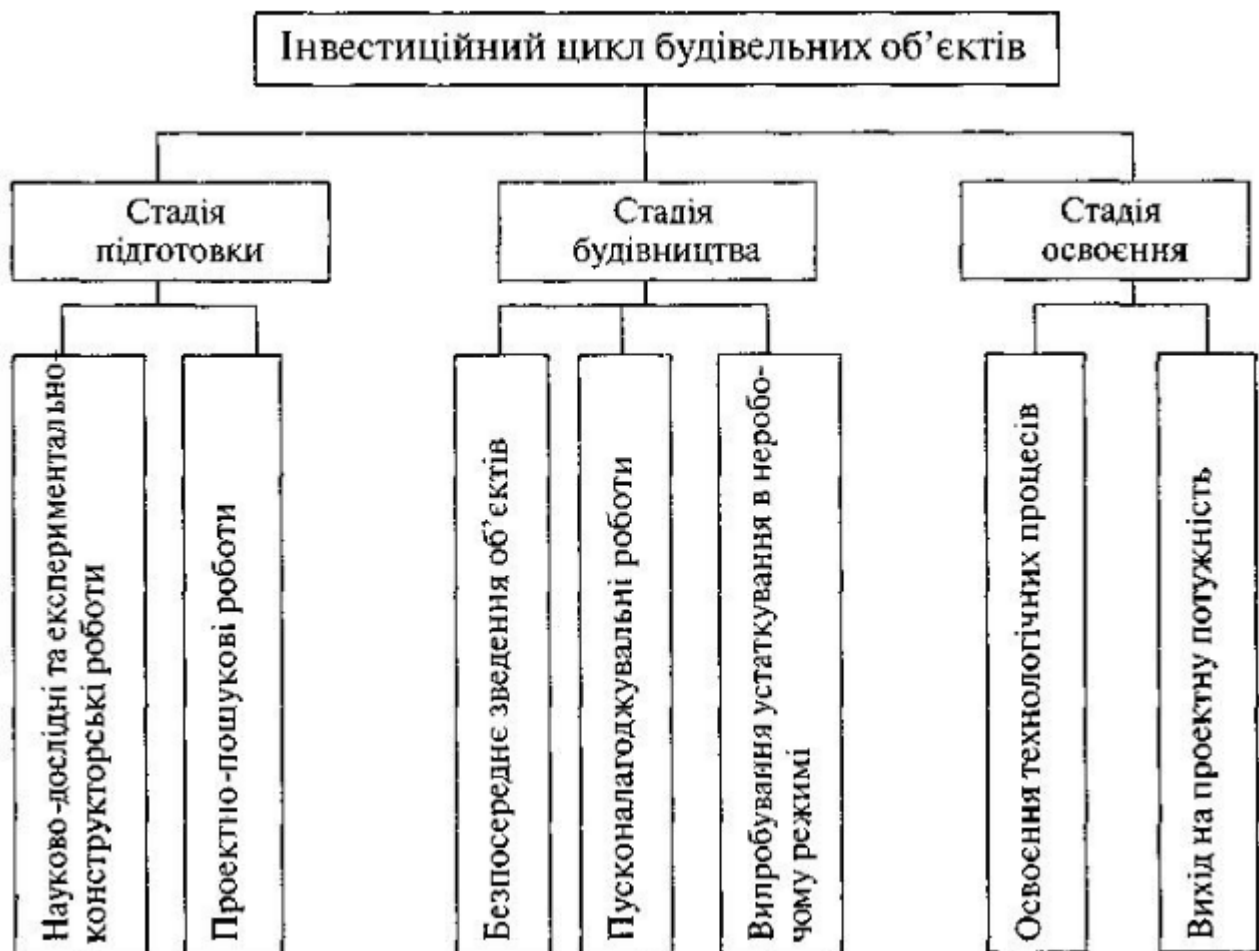 Інвестиційний цикл будівельних об’єктів
Стадія
підготовки
Стадія
будівництва
Стадія
освоєння
Науково-дослідні та експериментально-
конструкторські роботи
Проектно-пошукові роботи
Безпосереднє зведення об’єктів
Пусконалагоджувальні роботи
Випробування устаткування в неробо-
чому режимі
Освоєння технологічних процесів
Вихід на проектну потужність